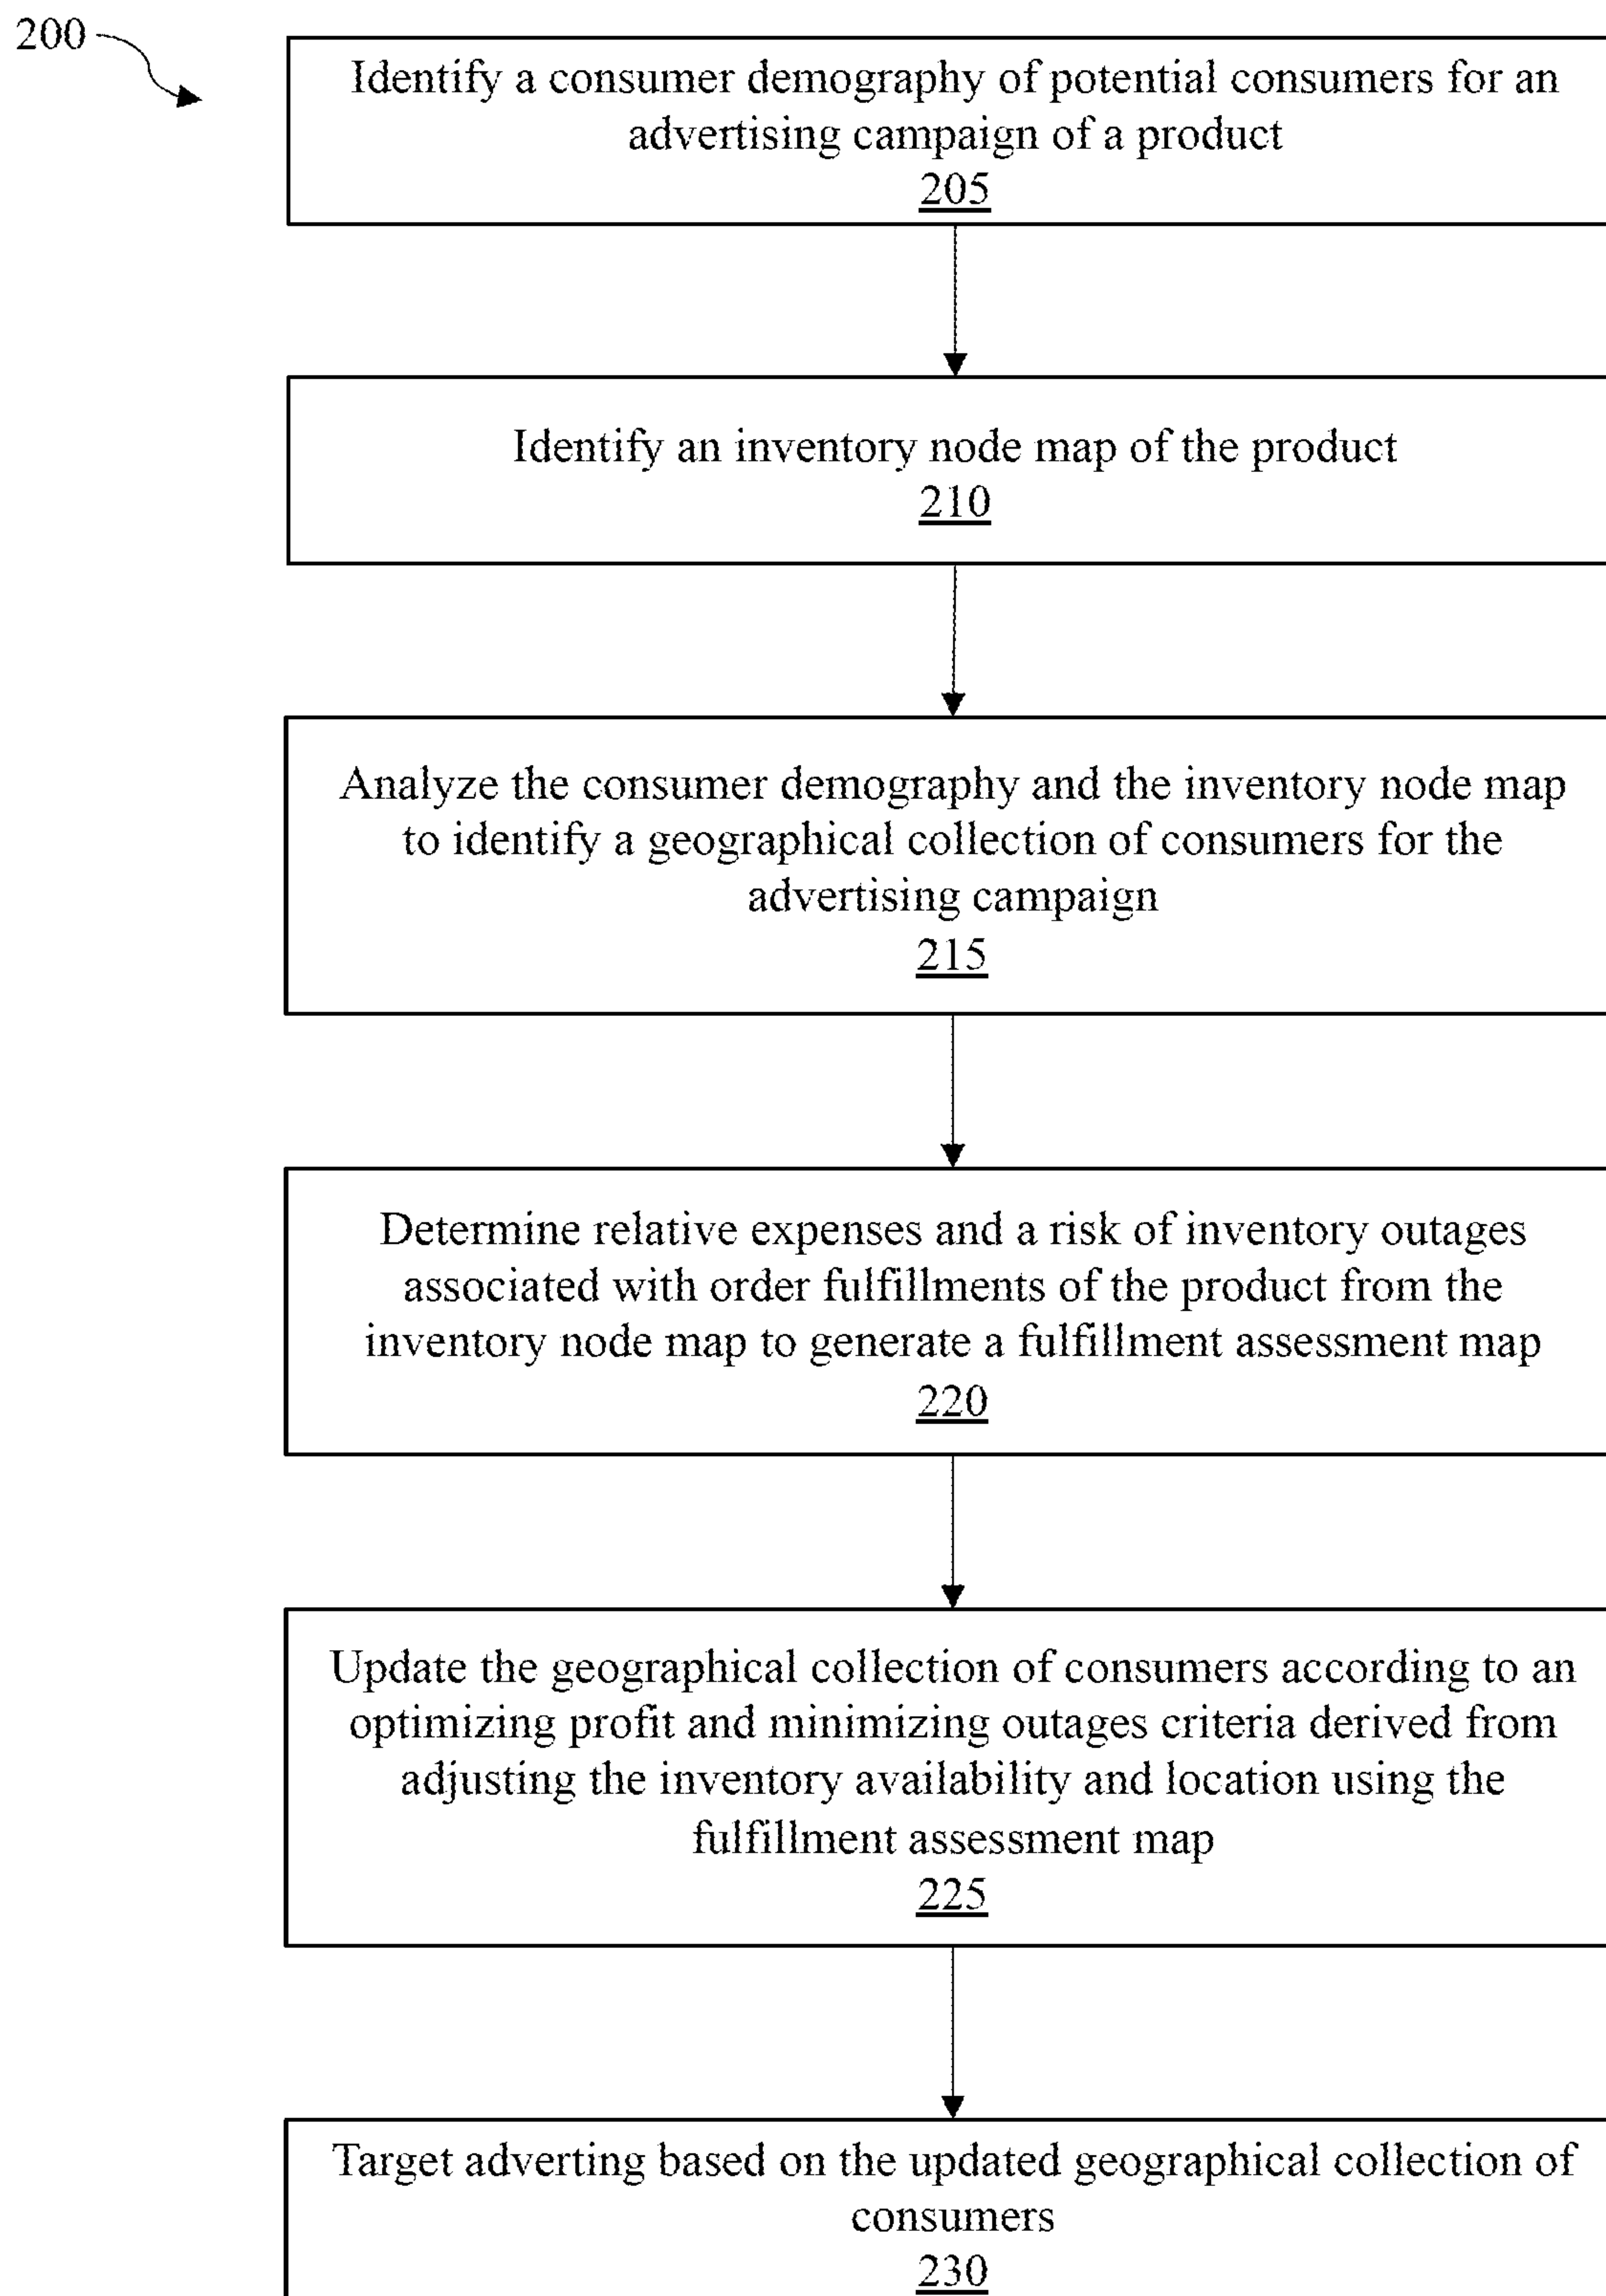 200
Identify a consumer demography of potential consumers for an
advertising campaign of a product
205
Identify an inventory node map of the product
210
Analyze the consumer demography and the inventory node map
to identify a geographical collection of consumers for the
advertising campaign
215
Determine relative expenses and a risk of inventory outages
associated with order fulfillments of the product from the
inventory node map to generate a fulfillment assessment map
220
Update the geographical collection of consumers according to an
optimizing profit and minimizing outages criteria derived from
adjusting the inventory availability and location using the
fulfillment assessment map
225
Target adverting based on the updated geographical collection of
consumers
230